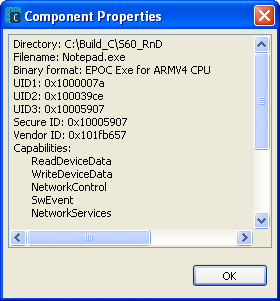 Component Properties
Directory: C:\Build_C\S60_RnD
Filename: Notepad.exe
Binary format: EPOC Exe for ARMV4 CPU
UID1: 0x1000007a
UID2: 0x100039ce
UID3: 0x10005907
Secure ID: 0x10005907
Vendor ID: 0x101fb657
Capabilities:
ReadDeviceData
WriteDeviceData
NetworkControl
SwEvent
NetworkServices
OK